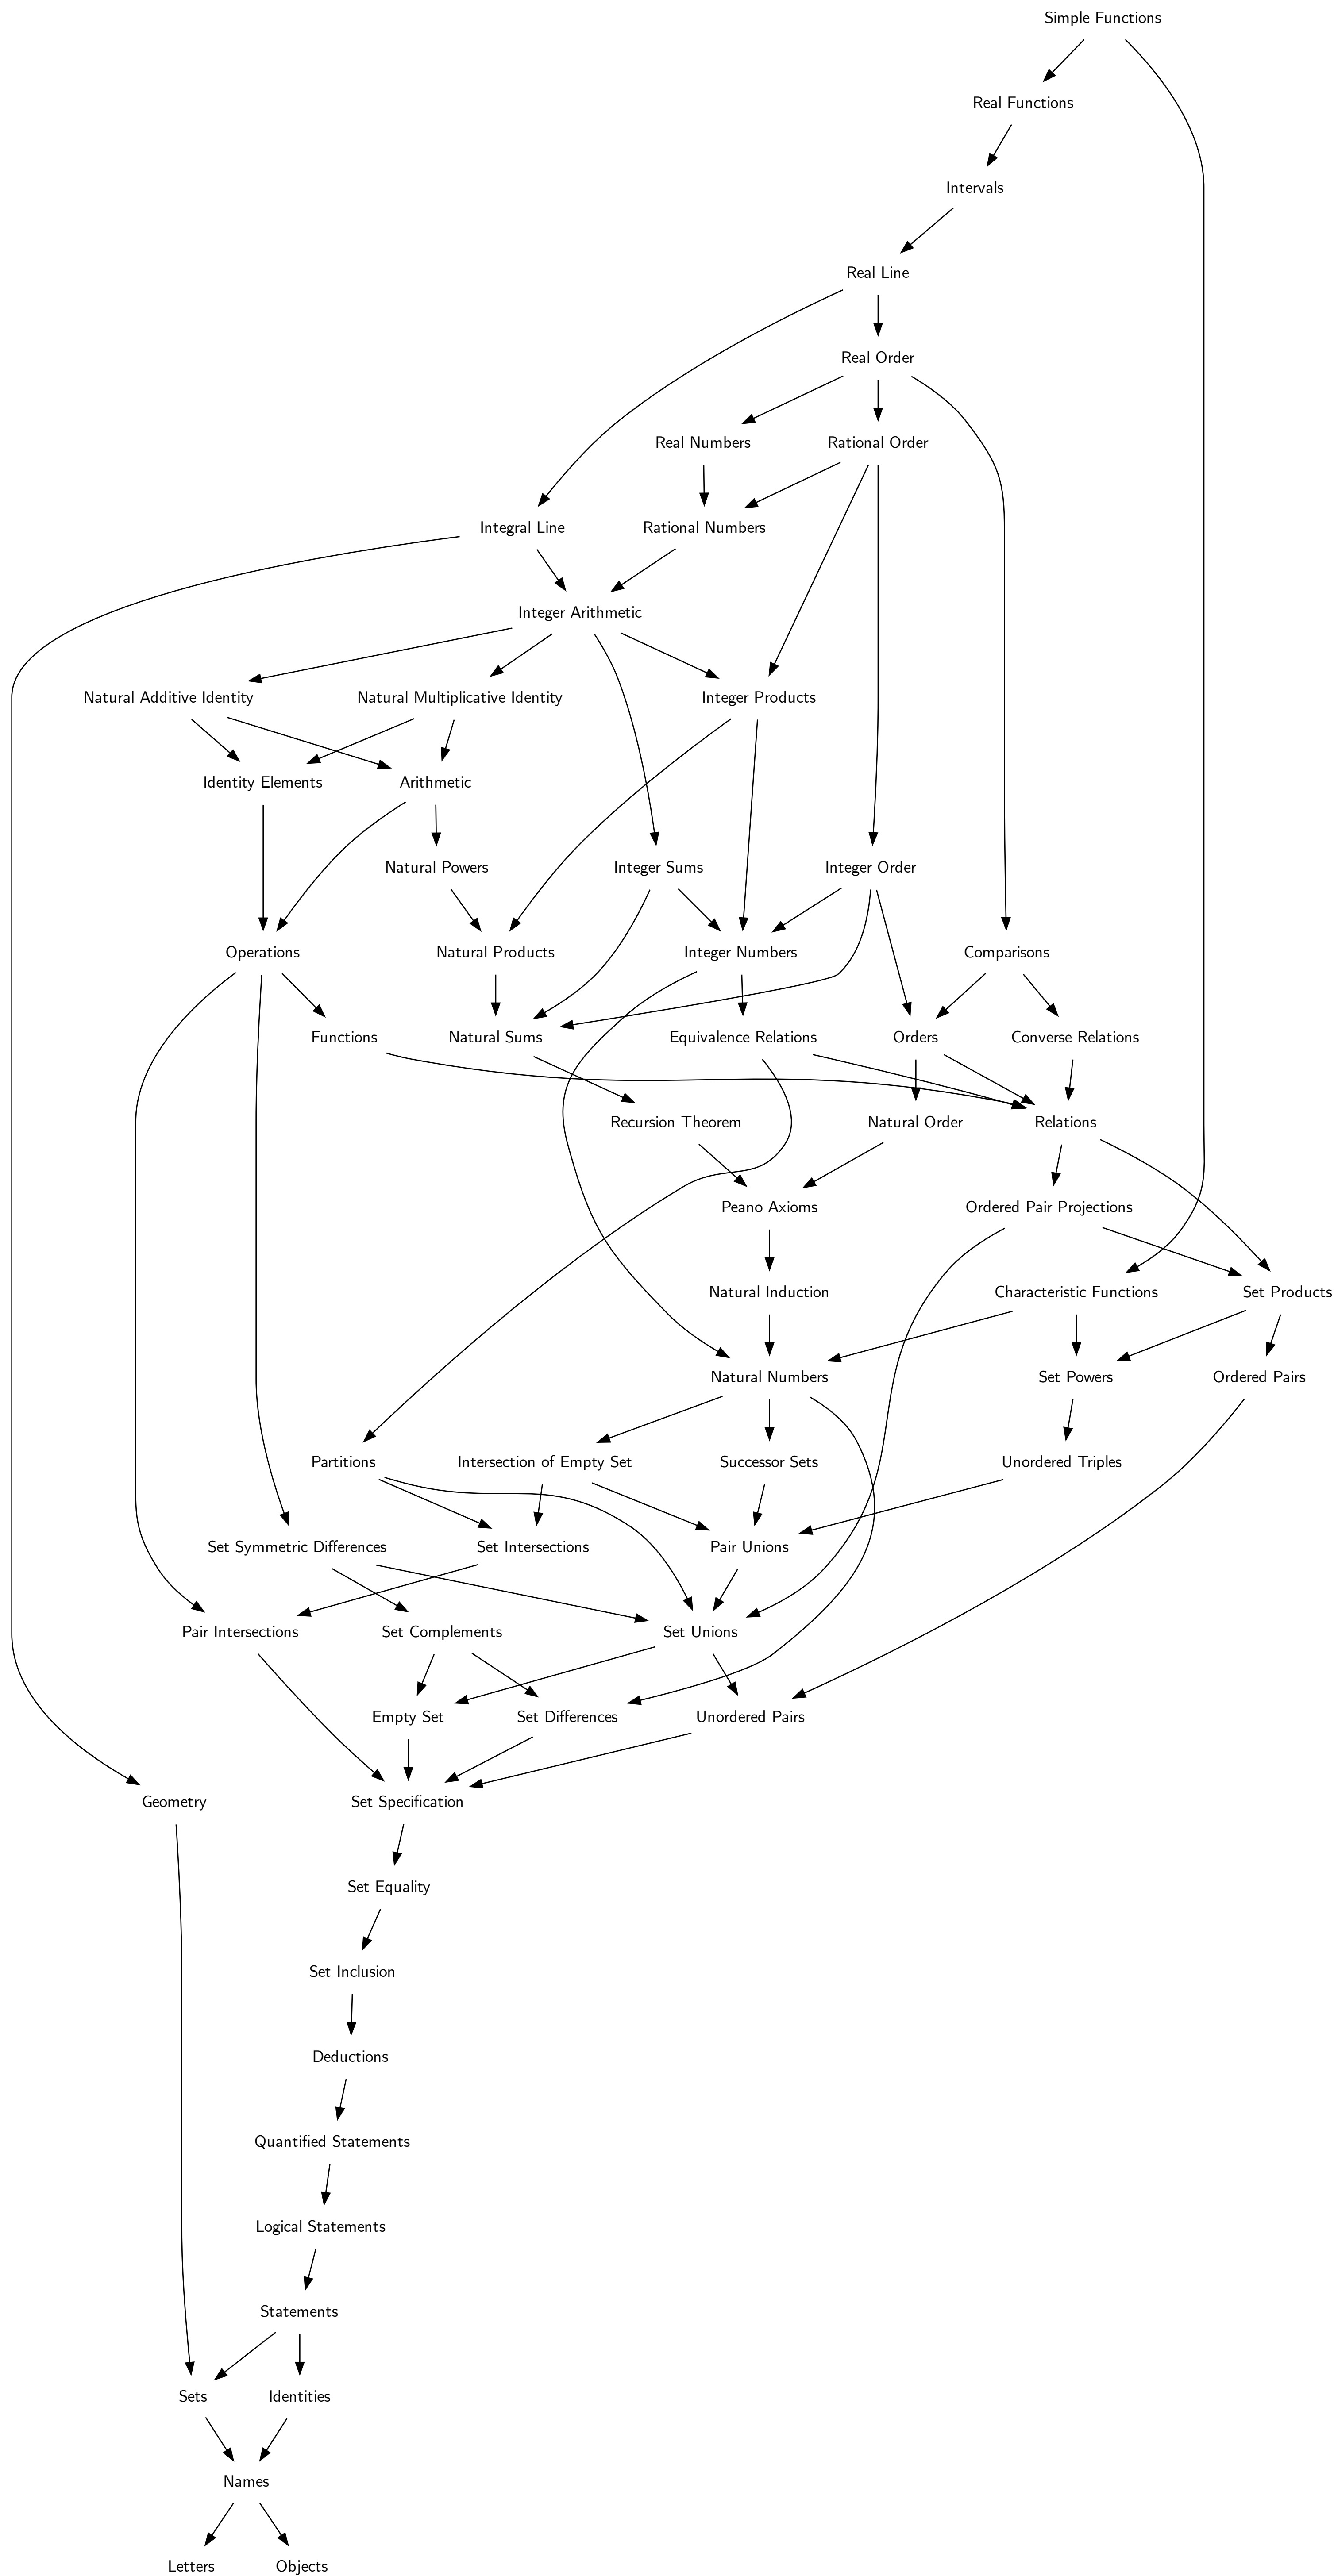 Simple Functions
Real Functions
Intervals
Real Line
Real Order
Real Numbers
Rational Order
Integral Line
Rational Numbers
Integer Arithmetic
Natural Additive Identity
Natural Multiplicative Identity
Integer Products
Identity Elements
Arithmetic
Natural Powers
Integer Sums
Integer Order
Operations
Natural Products
Integer Numbers
Comparisons
Functions
Natural Sums
Equivalence Relations
Orders
Converse Relations
Recursion Theorem
Natural Order
Relations
Peano Axioms
Ordered Pair Projections
Natural Induction
Characteristic Functions
Set Products
Natural Numbers
Set Powers
Ordered Pairs
Partitions
Intersection of Empty Set
Successor Sets
Unordered Triples
Set Symmetric Differences
Set Intersections
Pair Unions
Pair Intersections
Set Complements
Set Unions
Empty Set
Set Differences
Unordered Pairs
Geometry
Set Specification
Set Equality
Set Inclusion
Deductions
Quantified Statements
Logical Statements
Statements
Sets
Identities
Names
Letters
Objects